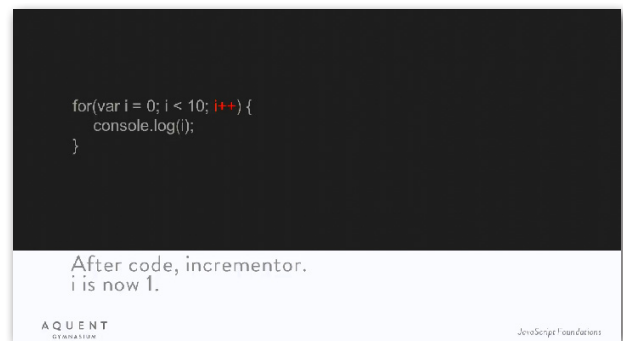 for(var i = 0; i < 10; i++) {
console.log(i);
}
After code, incrementor.
i is now 1.
AQUENT
GYMNASIUM
JavaScript Foundations